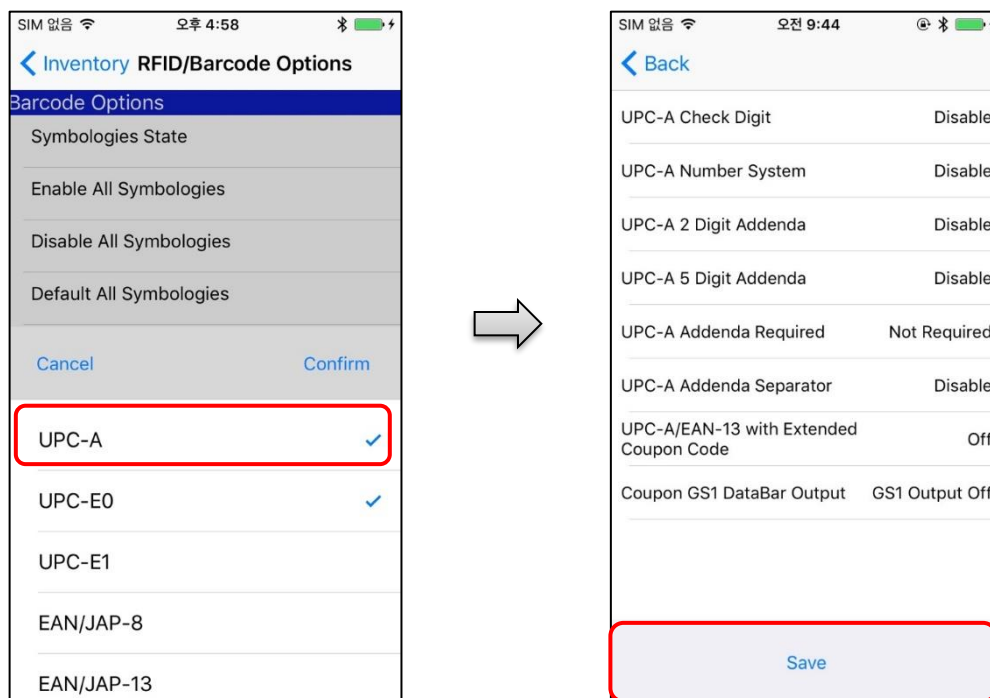 SIM 없음 오후 4:58
Inventory RFID/Barcode Options
Barcode Options
Symbologies State
Enable All Symbologies
Disable All Symbologies
Default All Symbologies
Cancel Confirm
UPC-A
UPC-E0
UPC-E1
EAN/JAP-8
EAN/JAP-13
SIM 없음 오전 9:44
Back
UPC-A Check Digit Disable
UPC-A Number System Disable
UPC-A 2 Digit Addenda Disable
UPC-A 5 Digit Addenda Disable
UPC-A Addenda Required Not Required
UPC-A Addenda Separator Disable
UPC-A/EAN-13 with Extended
Coupon Code Off
Coupon GS1 DataBar Output GS1 Output Off
Save